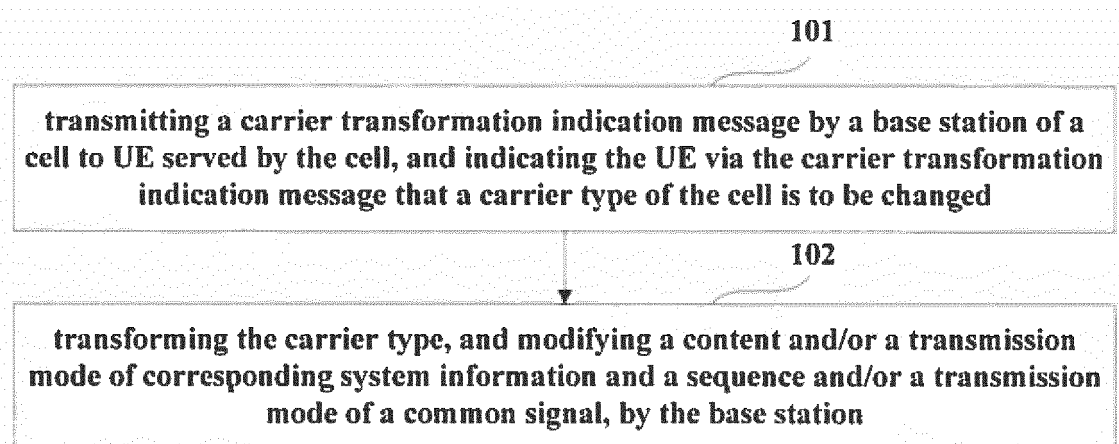 101
transmitting a carrier transformation indication message by a base station of a
cell to UE served by the cell, and indicating the UE via the carrier transformation
indication message that a carrier type of the cell is to be changed
102
transforming the carrier type, and modifying a content and/or a transmission
mode of corresponding system information and a sequence and/or a transmission
mode of a common signal, by the base station